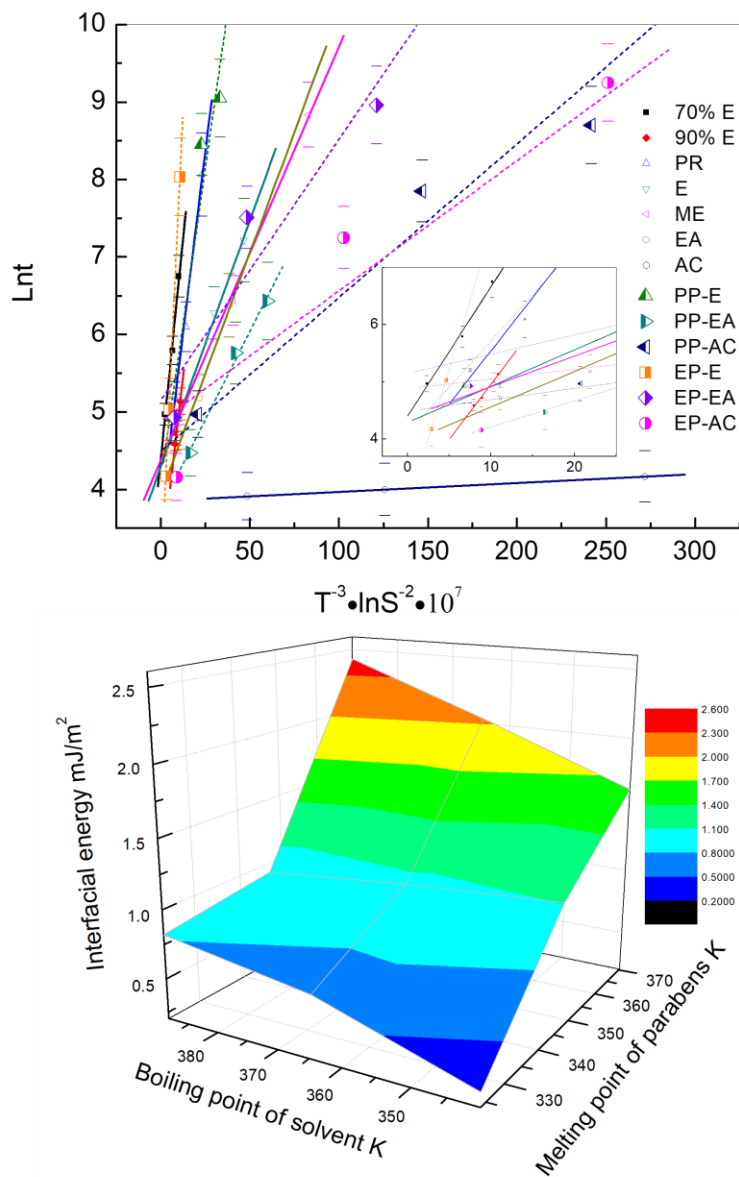 10
9
8
7
6
5
4
Lnt
0 50 100 150 200 250 300
T⁻³•lnS⁻²•10⁷
70% E
90% E
PR
E
ME
EA
AC
PP-E
PP-EA
PP-AC
EP-E
EP-EA
EP-AC
6
4
0 10 20
2.5
2.0
1.5
1.0
0.5
Interfacial energy mJ/m²
380 370 360 350
Boiling point of solvent K
330 340 350 360 370
Melting point of parabens K
2.600
2.300
2.000
1.700
1.400
1.100
0.8000
0.5000
0.2000